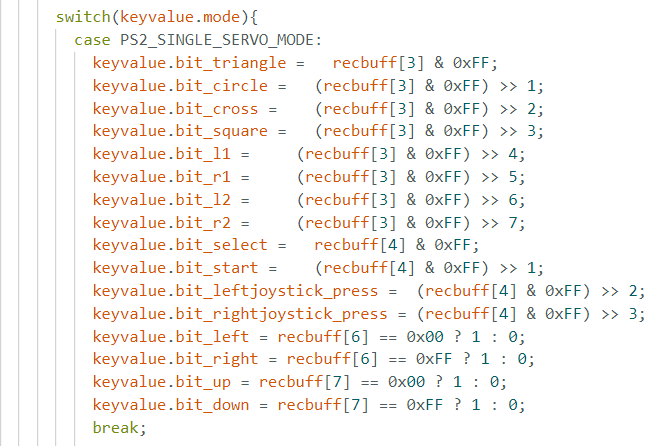 switch(keyvalue.mode){
case PS2_SINGLE_SERVO_MODE:
keyvalue.bit_triangle =   recbuff[3] & 0xFF;
keyvalue.bit_circle =   (recbuff[3] & 0xFF) >> 1;
keyvalue.bit_cross =    (recbuff[3] & 0xFF) >> 2;
keyvalue.bit_square =   (recbuff[3] & 0xFF) >> 3;
keyvalue.bit_l1 =     (recbuff[3] & 0xFF) >> 4;
keyvalue.bit_r1 =     (recbuff[3] & 0xFF) >> 5;
keyvalue.bit_l2 =     (recbuff[3] & 0xFF) >> 6;
keyvalue.bit_r2 =     (recbuff[3] & 0xFF) >> 7;
keyvalue.bit_select =   recbuff[4] & 0xFF;
keyvalue.bit_start =    (recbuff[4] & 0xFF) >> 1;
keyvalue.bit_leftjoystick_press =  (recbuff[4] & 0xFF) >> 2;
keyvalue.bit_rightjoystick_press = (recbuff[4] & 0xFF) >> 3;
keyvalue.bit_left = recbuff[6] == 0x00 ? 1 : 0;
keyvalue.bit_right = recbuff[6] == 0xFF ? 1 : 0;
keyvalue.bit_up = recbuff[7] == 0x00 ? 1 : 0;
keyvalue.bit_down = recbuff[7] == 0xFF ? 1 : 0;
break;